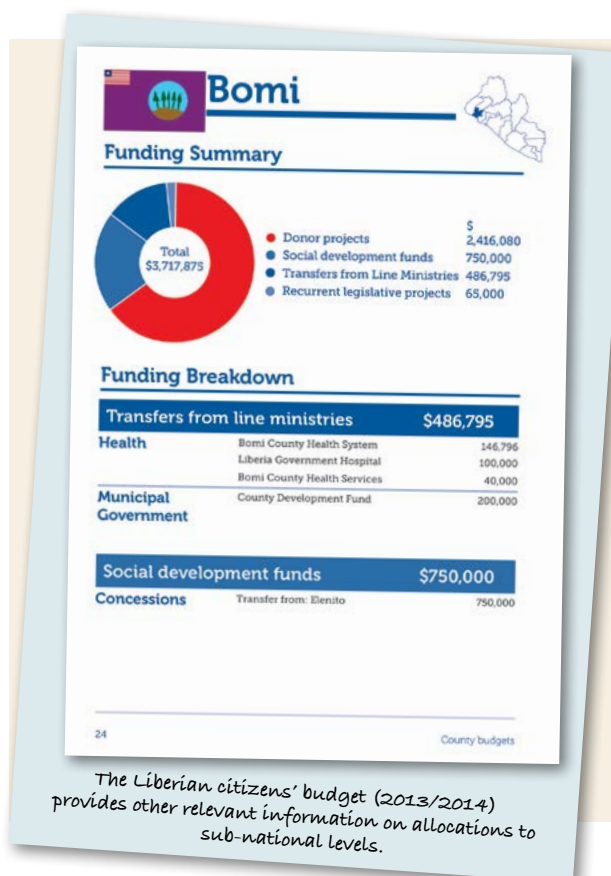 Bomi
Funding Summary
Total
$3,717,875
$
Donor projects 2,416,080
Social development funds 750,000
Transfers from Line Ministries 486,795
Recurrent legislative projects 65,000
Funding Breakdown
Transfers from line ministries $486,795
Health Bomi County Health System 146,796
Liberia Government Hospital 100,000
Bomi County Health Services 40,000
Municipal County Development Fund 200,000
Government
Social development funds $750,000
Concessions Transfer from: Elenito 750,000
24 County budgets
The Liberian citizens' budget (2013/2014)
provides other relevant information on allocations to
sub-national levels.